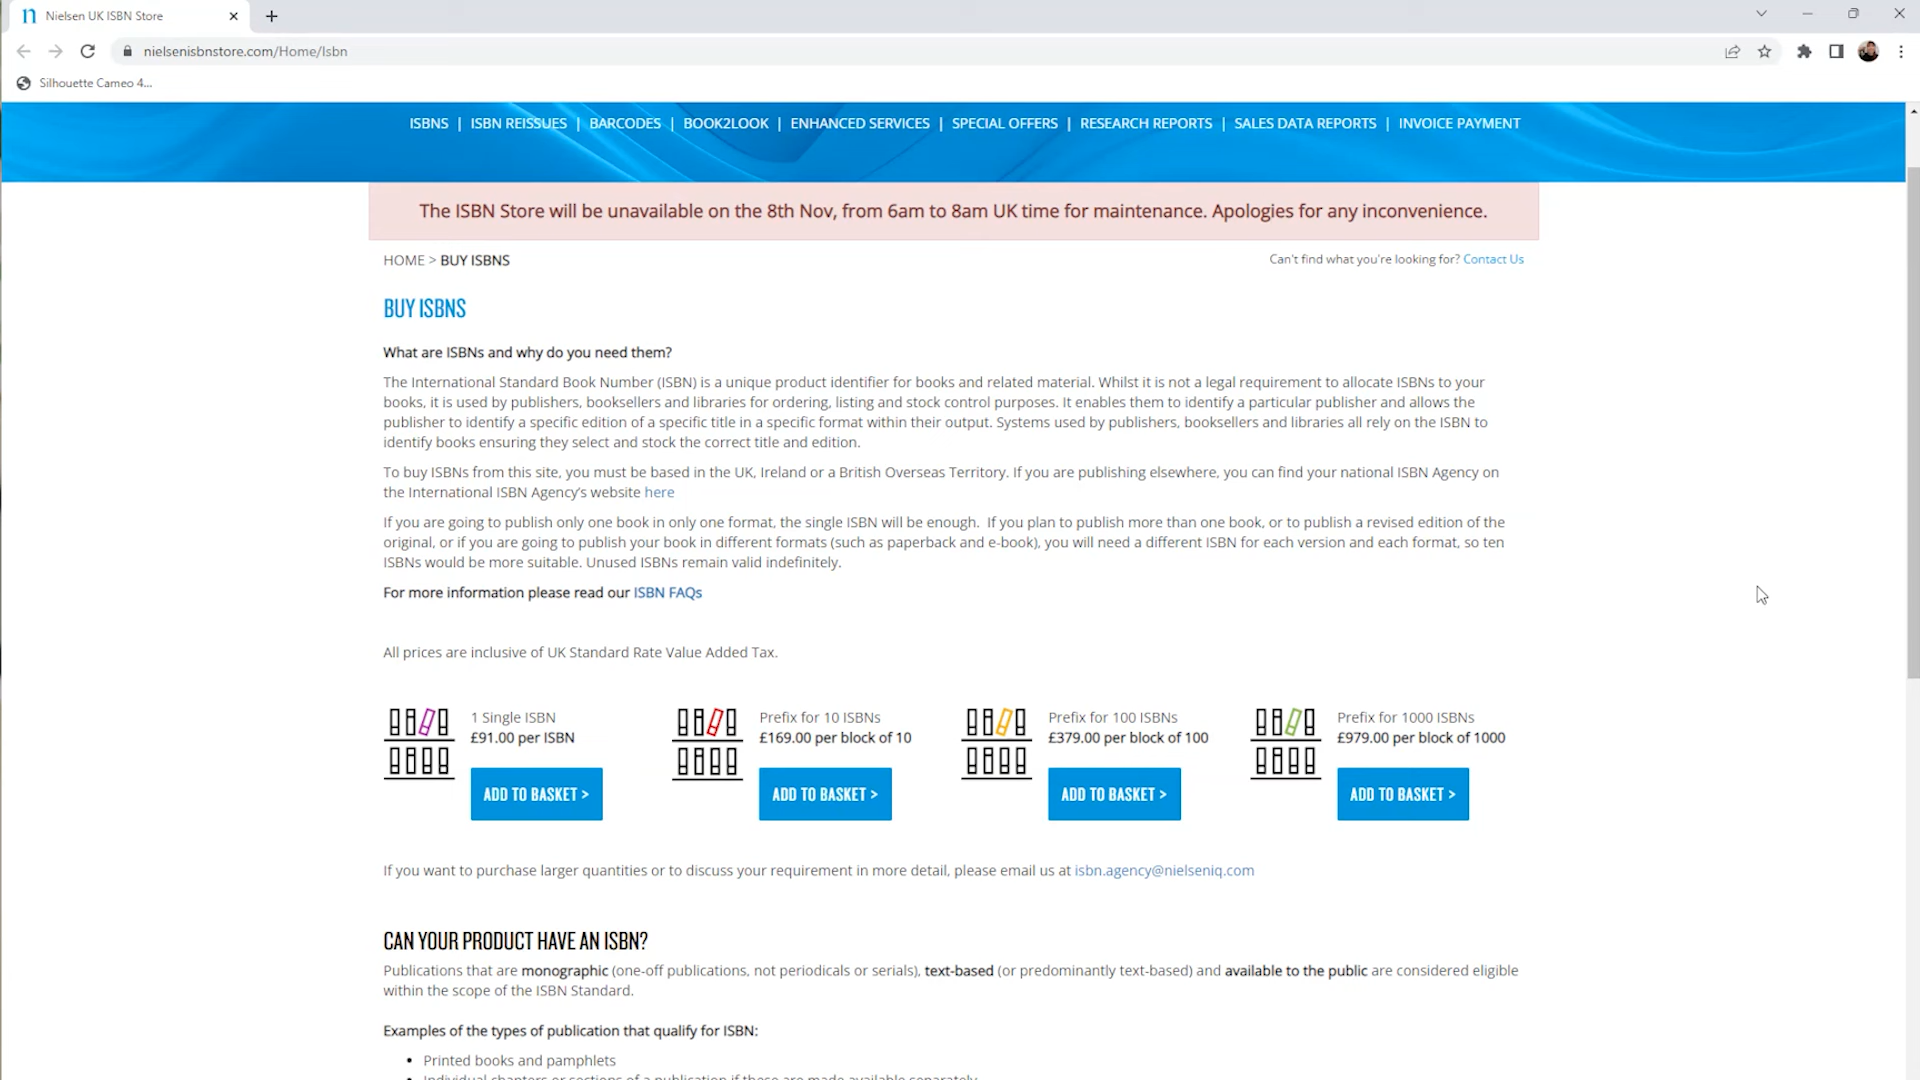 Nielsen UK ISBN Store
nielsenisbnstore.com/Home/Isbn
Silhouette Cameo 4...
ISBNS | ISBN REISSUES | BARCODES | BOOK2LOOK | ENHANCED SERVICES | SPECIAL OFFERS | RESEARCH REPORTS | SALES DATA REPORTS | INVOICE PAYMENT
The ISBN Store will be unavailable on the 8th Nov, from 6am to 8am UK time for maintenance. Apologies for any inconvenience.
HOME > BUY ISBNS
Can't find what you're looking for? Contact Us
BUY ISBNS
What are ISBNs and why do you need them?
The International Standard Book Number (ISBN) is a unique product identifier for books and related material. Whilst it is not a legal requirement to allocate ISBNs to your
books, it is used by publishers, booksellers and libraries for ordering, listing and stock control purposes. It enables them to identify a particular publisher and allows the
publisher to identify a specific edition of a specific title in a specific format within their output. Systems used by publishers, booksellers and libraries all rely on the ISBN to
identify books ensuring they select and stock the correct title and edition.
To buy ISBNs from this site, you must be based in the UK, Ireland or a British Overseas Territory. If you are publishing elsewhere, you can find your national ISBN Agency on
the International ISBN Agency's website here
If you are going to publish only one book in only one format, the single ISBN will be enough. If you plan to publish more than one book, or to publish a revised edition of the
original, or if you are going to publish your book in different formats (such as paperback and e-book), you will need a different ISBN for each version and each format, so ten
ISBNs would be more suitable. Unused ISBNs remain valid indefinitely.
For more information please read our ISBN FAQs
All prices are inclusive of UK Standard Rate Value Added Tax.
1 Single ISBN
£91.00 per ISBN
ADD TO BASKET >
Prefix for 10 ISBNs
£169.00 per block of 10
ADD TO BASKET >
Prefix for 100 ISBNs
£379.00 per block of 100
ADD TO BASKET >
Prefix for 1000 ISBNs
£979.00 per block of 1000
ADD TO BASKET >
If you want to purchase larger quantities or to discuss your requirement in more detail, please email us at isbn.agency@nielseniq.com
CAN YOUR PRODUCT HAVE AN ISBN?
Publications that are monographic (one-off publications, not periodicals or serials), text-based (or predominantly text-based) and available to the public are considered eligible
within the scope of the ISBN Standard.
Examples of the types of publication that qualify for ISBN:
• Printed books and pamphlets
• Individual chapters or sections of a publication if these are made available separately